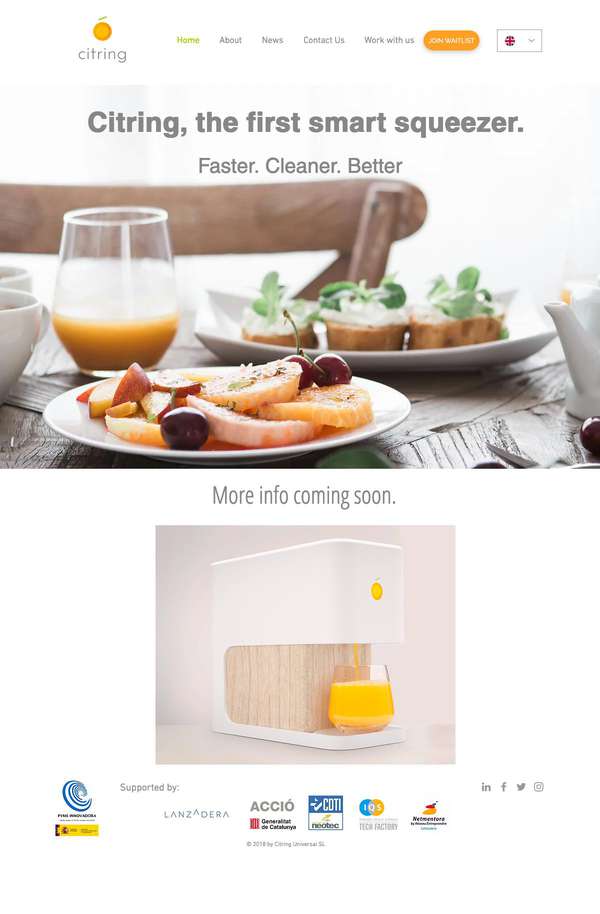 citring
Home
About
News
Contact Us
Work with us
JOIN WAITLIST
Citring, the first smart squeezer.
Faster. Cleaner. Better
More info coming soon.
PYME INNOVADORA
Supported by:
LANZADERA
ACCIÓ
Generalitat
de Catalunya
CDTI
neotec
IQS
TECH FACTORY
Netmentora
© 2018 by Citring Universal SL